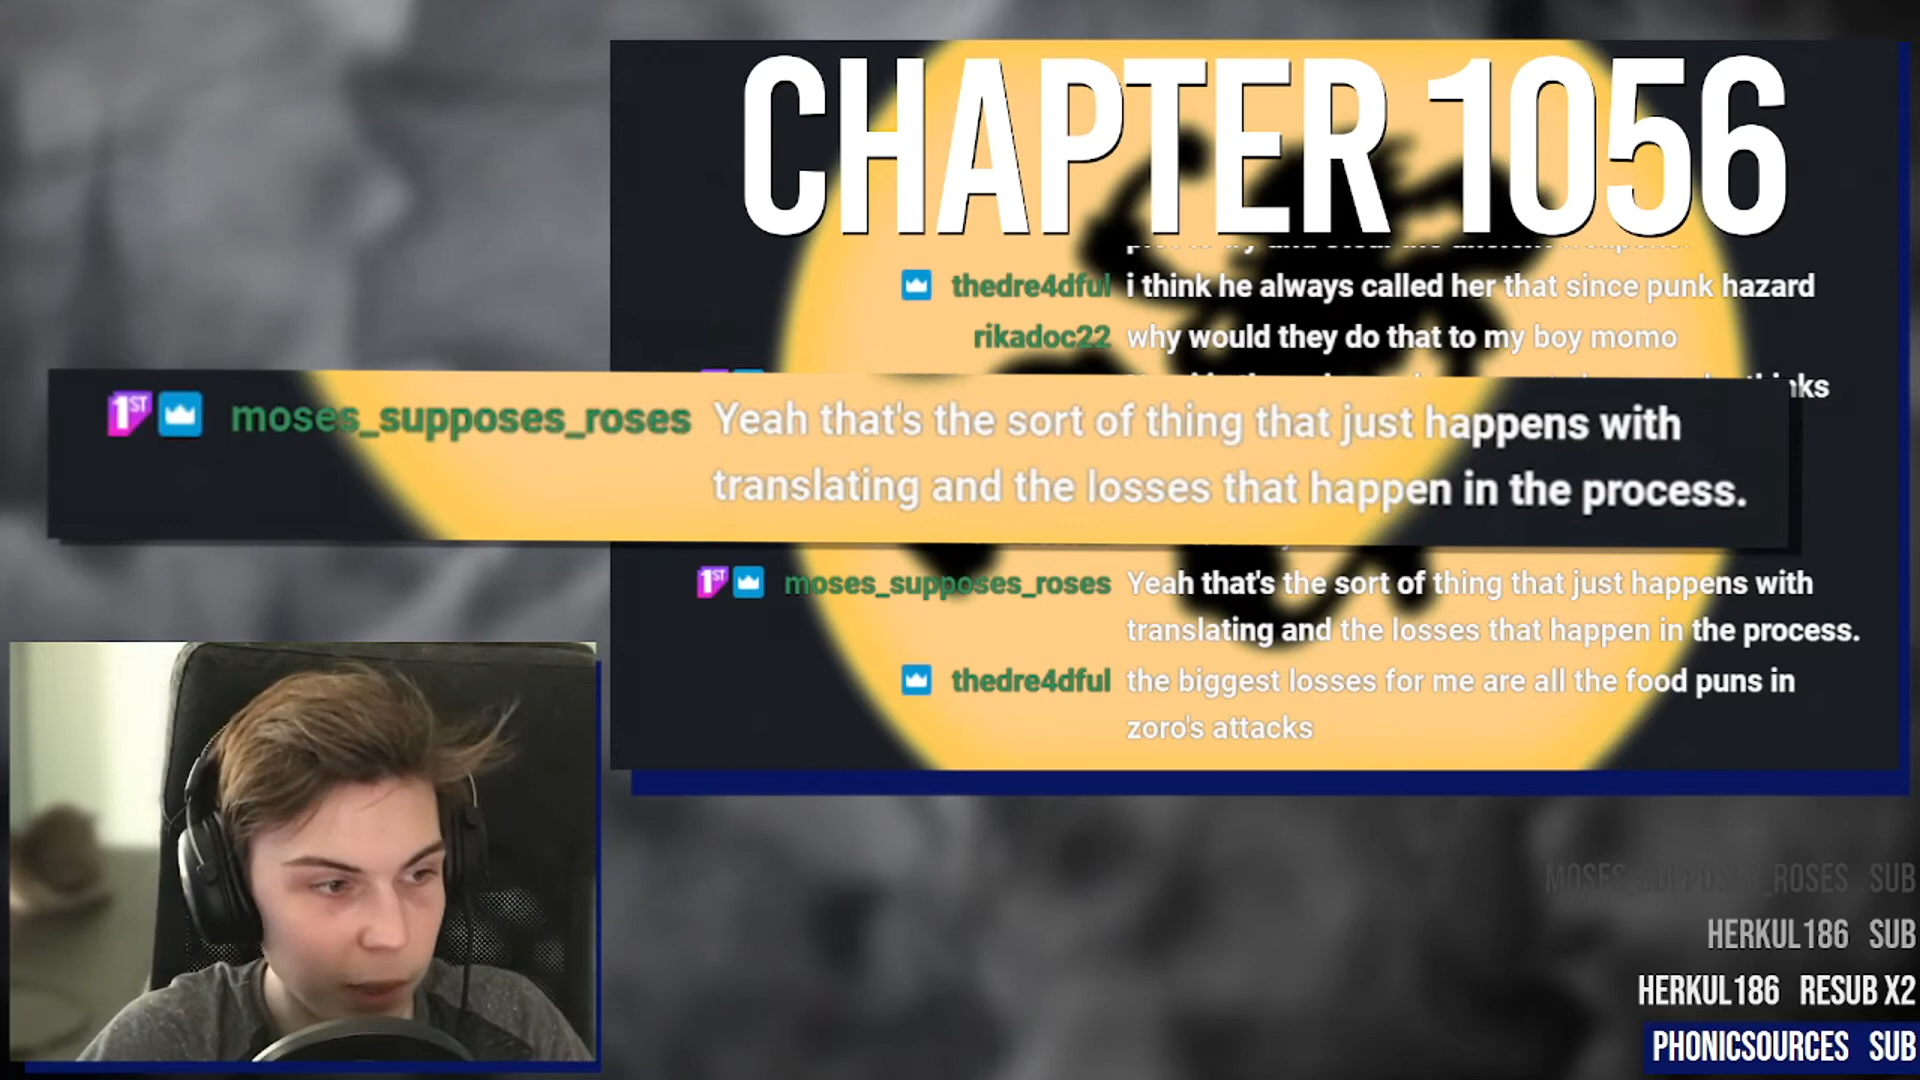 CHAPTER 1056
thedre4dful i think he always called her that since punk hazard
rikadoc22 why would they do that to my boy momo
1ST moses_supposes_roses Yeah that's the sort of thing that just happens with
translating and the losses that happen in the process.
1ST moses_supposes_roses Yeah that's the sort of thing that just happens with
translating and the losses that happen in the process.
thedre4dful the biggest losses for me are all the food puns in
zoro's attacks
MOSES_SUPPOSES_ROSES SUB
HERKUL186 SUB
HERKUL186 RESUB X2
PHONICSOURCES SUB